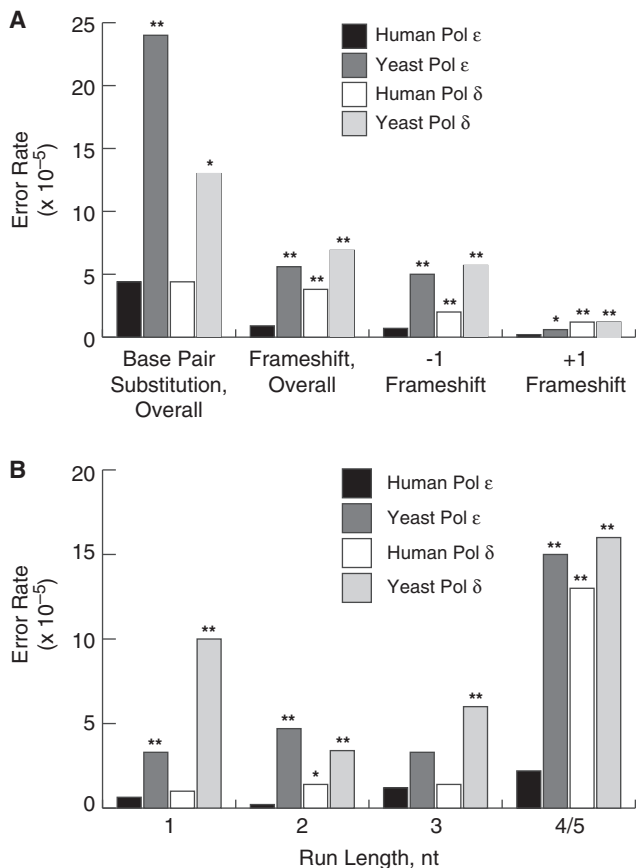 A
Error Rate
(x 10⁻⁵)
25
20
15
10
5
0
Human Pol ε
Yeast Pol ε
Human Pol δ
Yeast Pol δ
**
*
**
**
**
**
**
**
*
**
**
Base Pair
Substitution,
Overall
Frameshift,
Overall
-1
Frameshift
+1
Frameshift
B
Error Rate
(x 10⁻⁵)
20
15
10
5
0
Human Pol ε
Yeast Pol ε
Human Pol δ
Yeast Pol δ
**
**
**
*
**
**
**
**
**
1
2
3
4/5
Run Length, nt